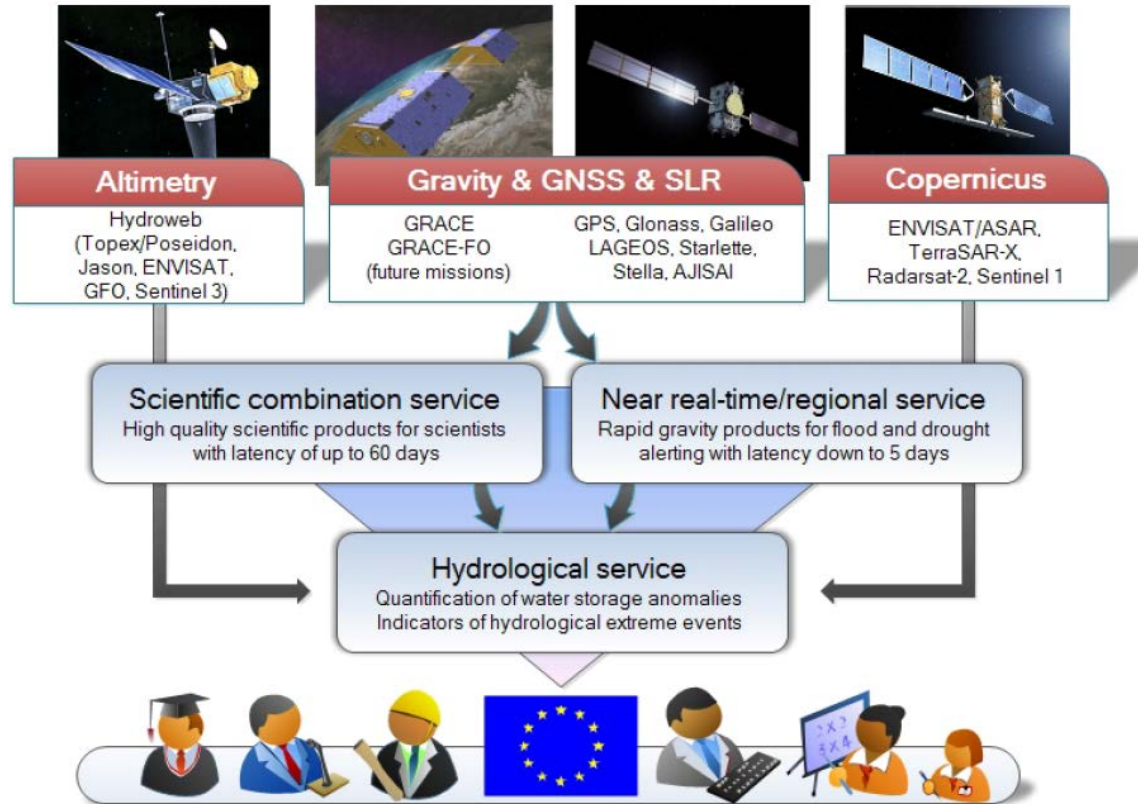 Altimetry
Hydroweb
(Topex/Poseidon,
Jason, ENVISAT,
GFO, Sentinel 3)
Gravity & GNSS & SLR
GRACE
GRACE-FO
(future missions)
GPS, Glonass, Galileo
LAGEOS, Starlette,
Stella, AJISAI
Copernicus
ENVISAT/ASAR,
TerraSAR-X,
Radarsat-2, Sentinel 1
Scientific combination service
High quality scientific products for scientists
with latency of up to 60 days
Near real-time/regional service
Rapid gravity products for flood and drought
alerting with latency down to 5 days
Hydrological service
Quantification of water storage anomalies
Indicators of hydrological extreme events
2 X 2
3 X 4